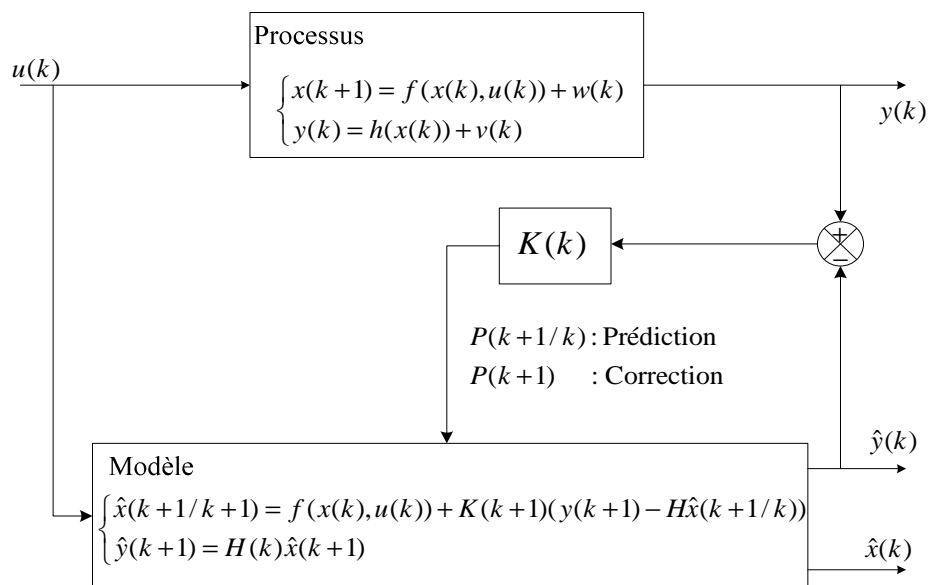 Processus
u(k)
x(k+1) = f(x(k),u(k)) + w(k)
y(k) = h(x(k)) + v(k)
y(k)
+
−
K(k)
P(k+1/k) : Prédiction
P(k+1) : Correction
ŷ(k)
Modèle
x̂(k+1/k+1) = f(x(k),u(k)) + K(k+1)(y(k+1) − Hx̂(k+1/k))
ŷ(k+1) = H(k)x̂(k+1)
x̂(k)